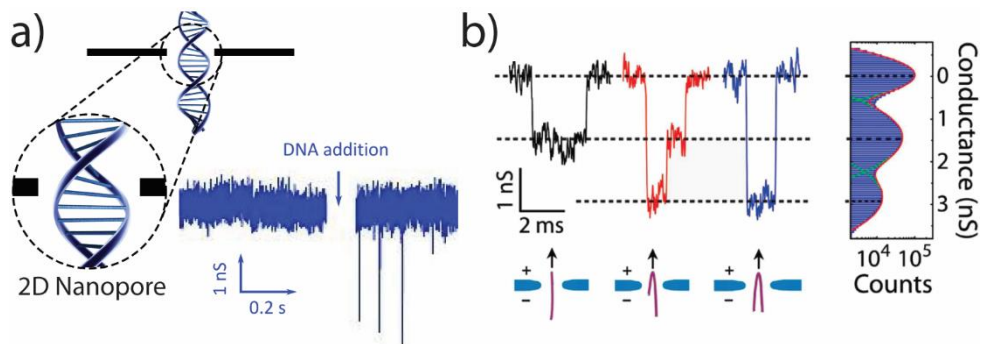 a)
DNA addition
2D Nanopore
1 nS
0.2 s
b)
1 nS
2 ms
+
−
+
−
+
−
0
1
2
3
Conductance (nS)
10⁴ 10⁵
Counts